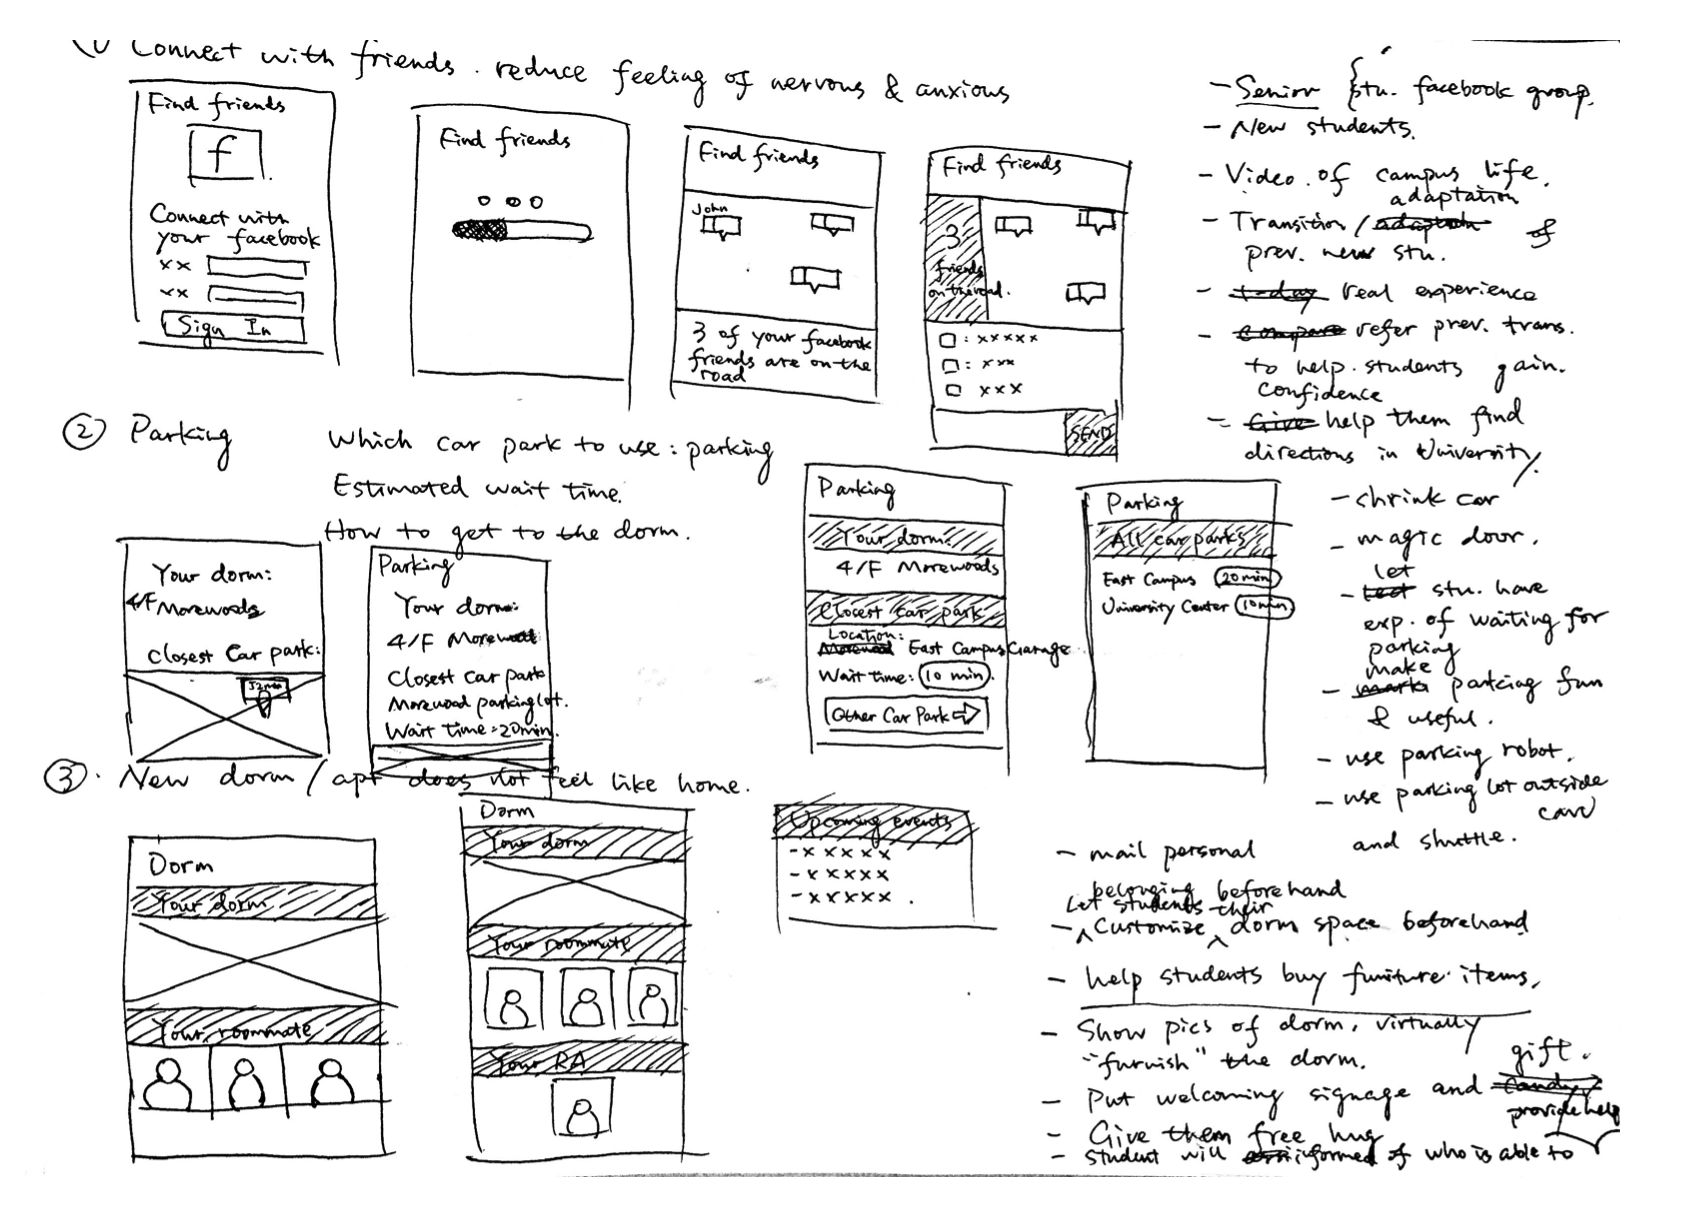 (1) Connect with friends. reduce feeling of nervous & anxious
Find friends
f
Connect with
your facebook
xx
xx
Sign In
Find friends
Find friends
John
3 of your facebook
friends are on the
road
Find friends
3
friends
on the road.
: xxxxx
: xxx
xxx
SEND
② Parking
Which car park to use: parking
Estimated wait time.
How to get to the dorm.
Your dorm:
4/F Morewoods
Closest Car park:
Parking
Your dorm:
4/F Morewood
Closest car park
Morewood parking lot.
Wait time: 20min.
Parking
Your dorm:
4/F Morewoods
Closest car park
Location:
Morewood East Campus Garage
Wait time: 10 min.
Other Car Park
Parking
All car parks
East Campus 20min
University Center 10min
③. New dorm / apt does not feel like home.
Dorm
Your dorm
Your roommate
Dorm
Your dorm
Your roommate
Your RA
Upcoming events
- xxxxx
- xxxxx
- xxxxx
- Senior stu. facebook group.
- New students.
- Video of campus life.
adaptation
- Transition / adaptation of
prev. new stu.
- 1-day real experience
- Compare refer prev. trans.
to help students gain.
confidence
- Give help them find
directions in University.
- shrink car
- magic door.
let
- stu. have
exp. of waiting for
parking
make
- parking fun
& useful.
- use parking robot.
- use parking lot outside
and shuttle.
- mail personal
belonging beforehand
Let students their
- Customize dorm space beforehand
- help students buy funiture items.
- Show pics of dorm, virtually
"furnish" the dorm.
gift.
- Put welcoming signage and candy
provide help
- Give them free hug
- student will informed of who is able to